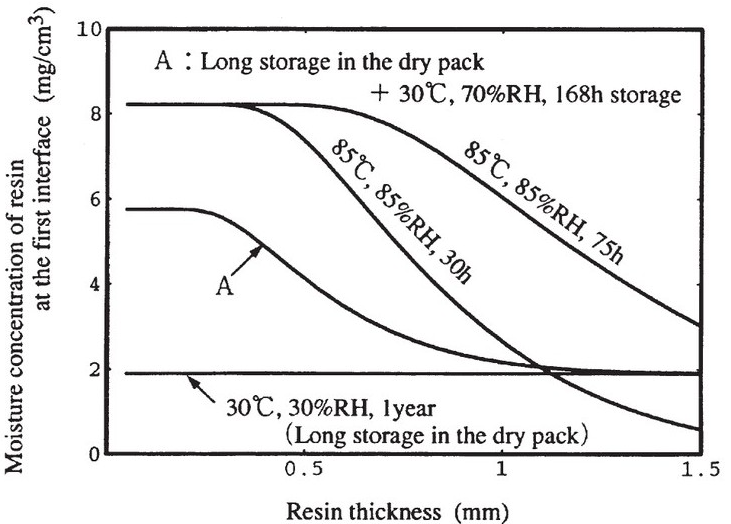 Moisture concentration of resin
at the first interface (mg/cm³)
10
8
6
4
2
0
A : Long storage in the dry pack
+ 30℃, 70%RH, 168h storage
85℃, 85%RH, 30h
85℃, 85%RH, 75h
A
30℃, 30%RH, 1year
(Long storage in the dry pack)
0.5
1
1.5
Resin thickness (mm)